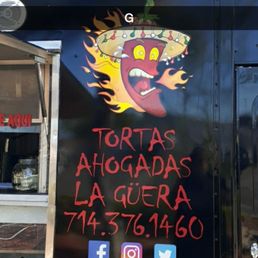 G
TORTAS
AHOGADAS
LA GÜERA
714.376.1460